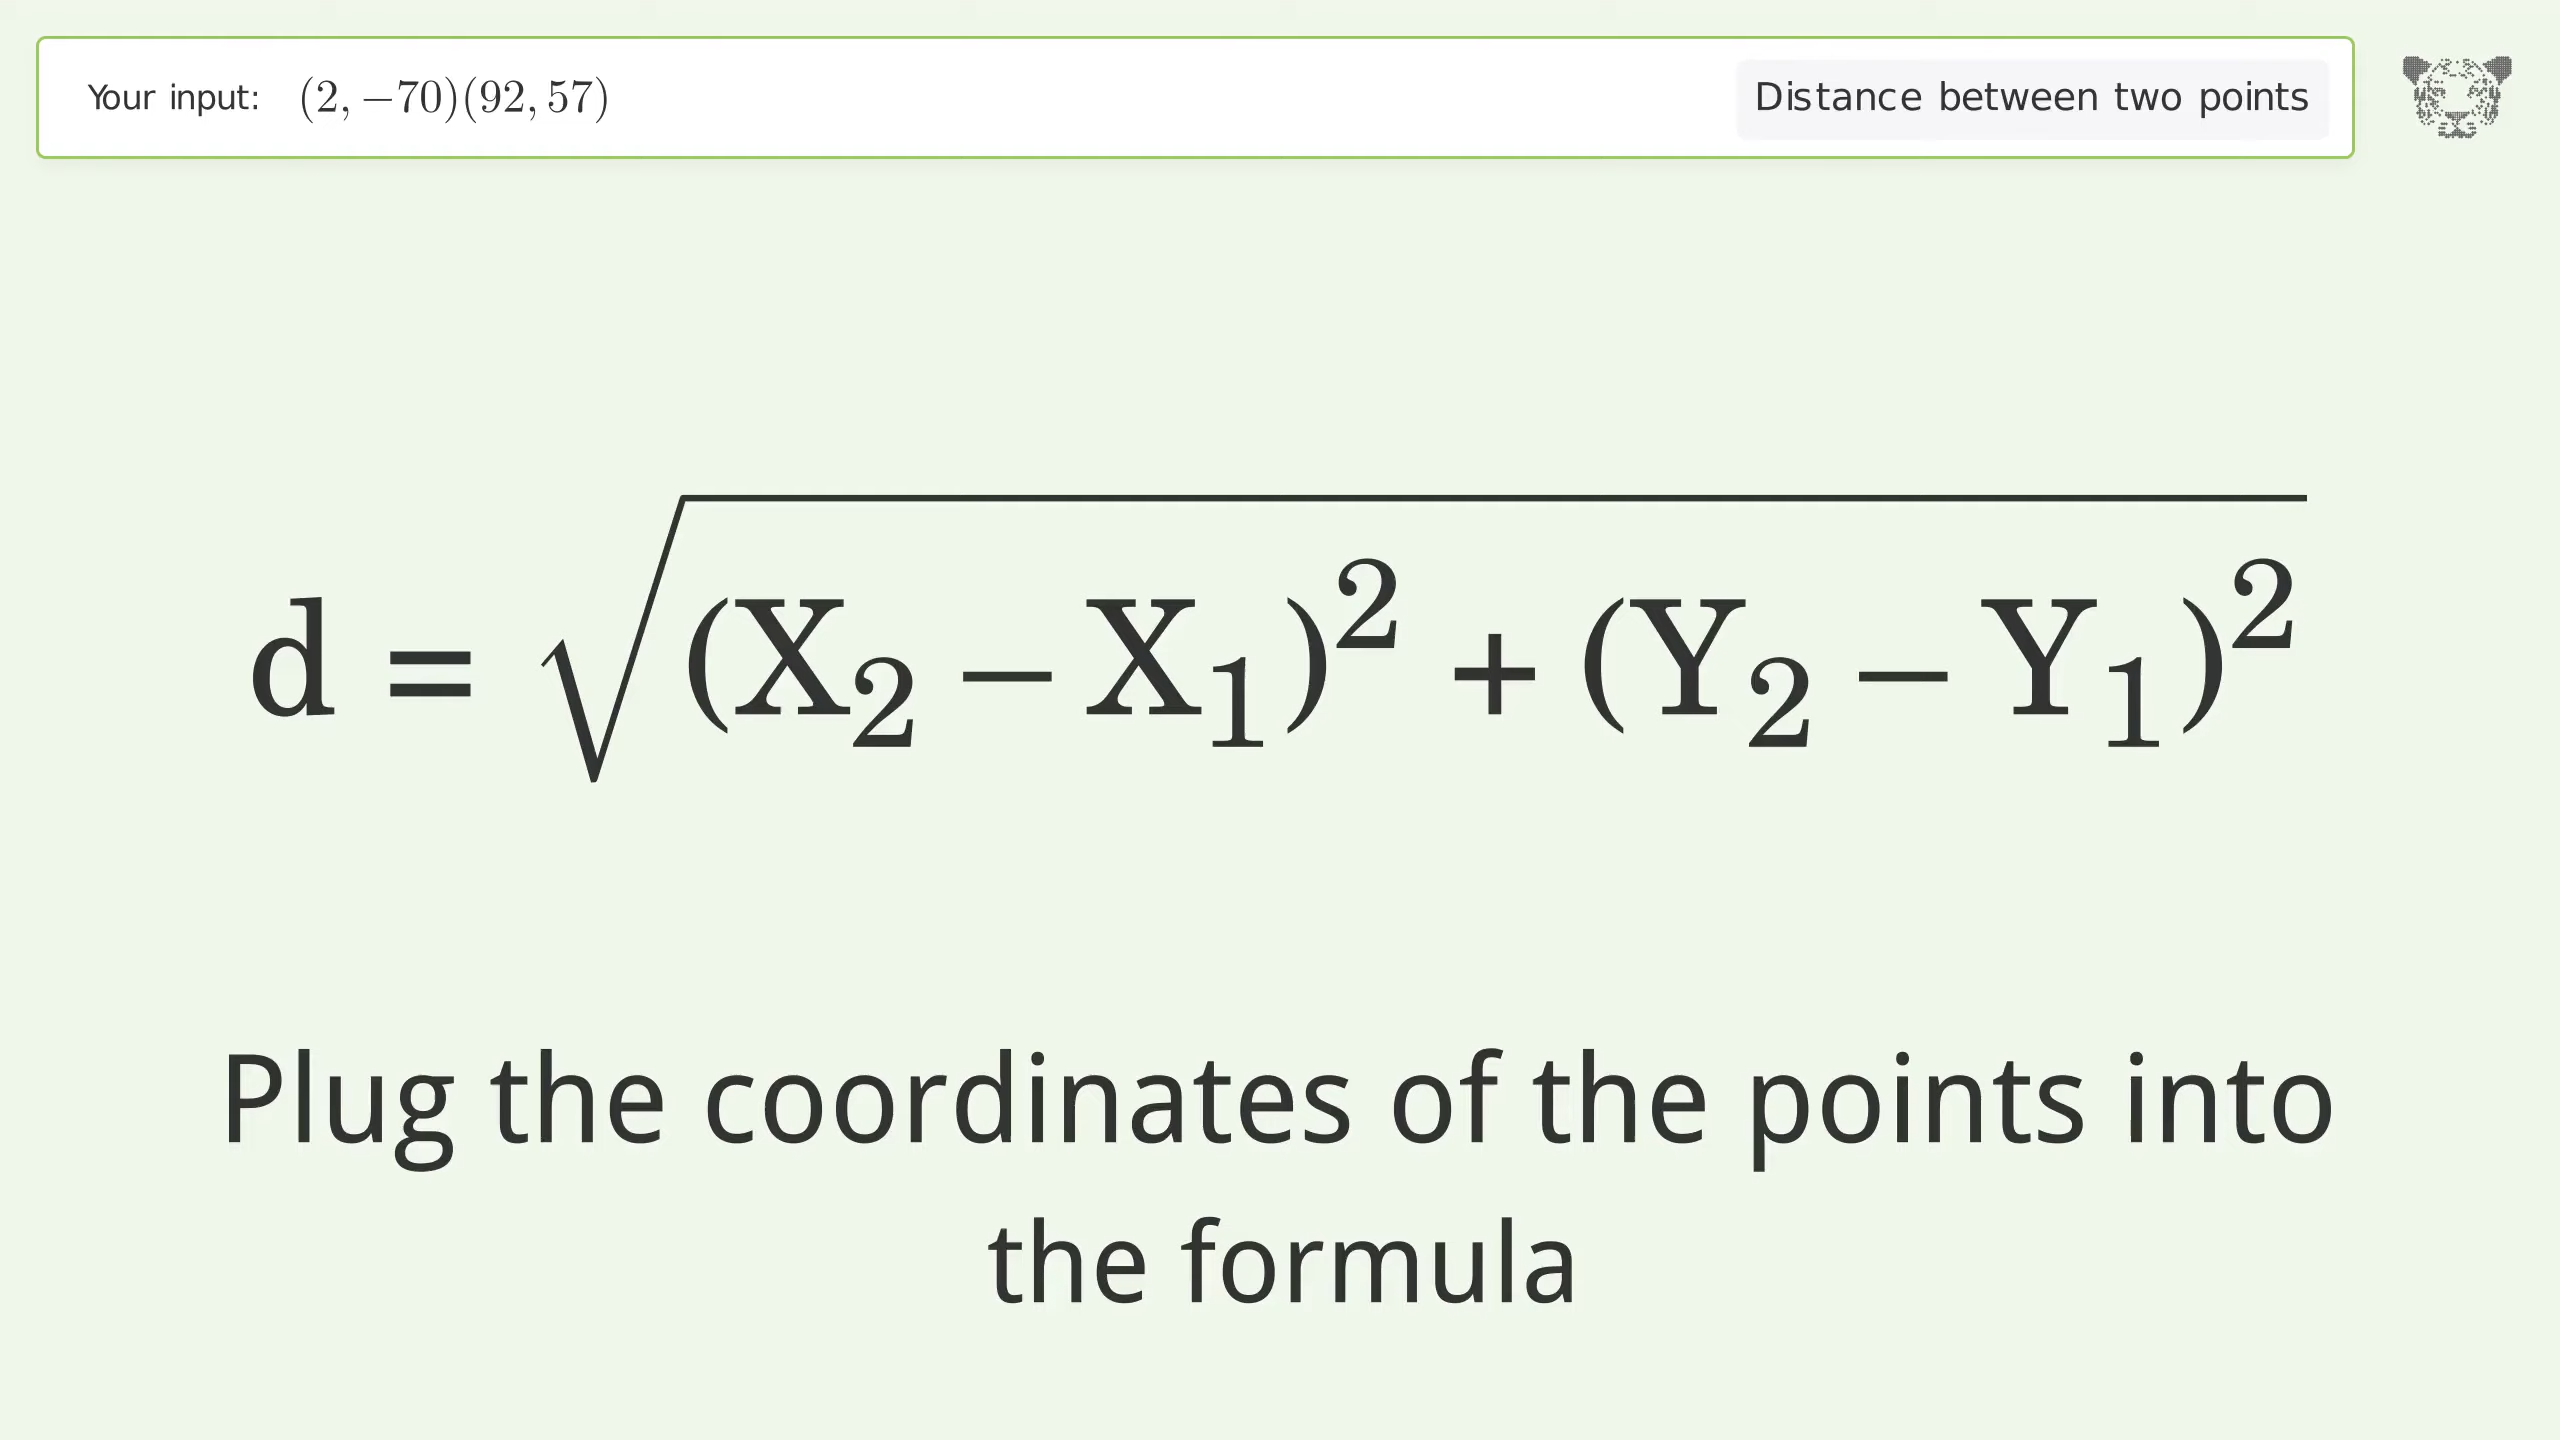 Your input: (2, −70)(92, 57)
Distance between two points
d = √(X₂ − X₁)² + (Y₂ − Y₁)²
Plug the coordinates of the points into
the formula